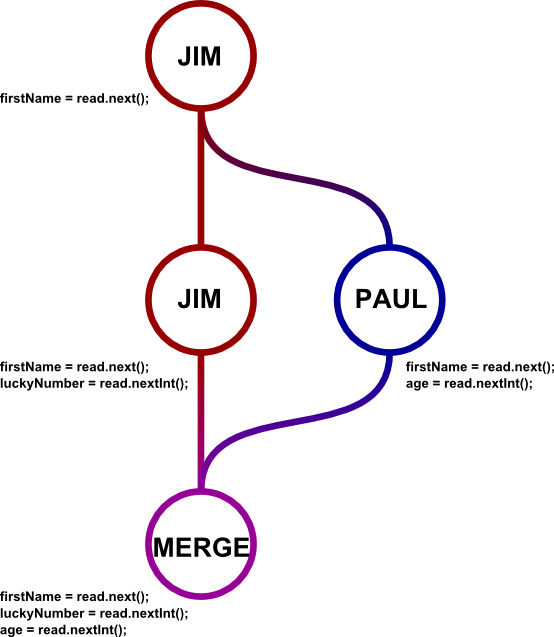 JIM
firstName = read.next();
JIM
PAUL
firstName = read.next();
luckyNumber = read.nextInt();
firstName = read.next();
age = read.nextInt();
MERGE
firstName = read.next();
luckyNumber = read.nextInt();
age = read.nextInt();